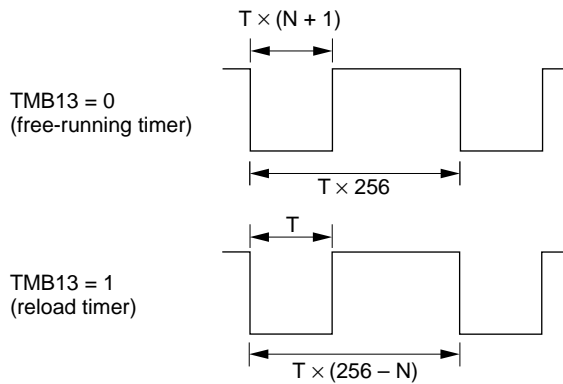 T × (N + 1)
TMB13 = 0
(free-running timer)
T × 256
T
TMB13 = 1
(reload timer)
T × (256 – N)